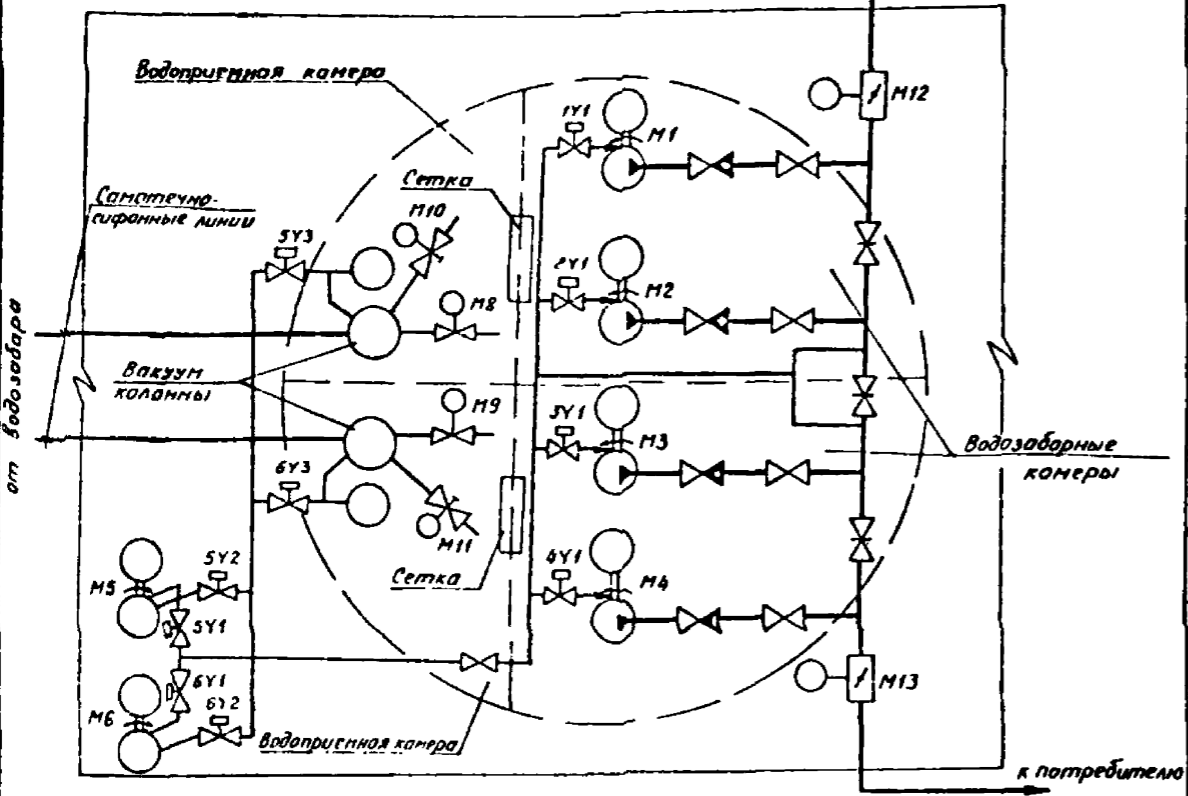 Водоприемная камера
М12
1У1
М1
Сетка
Самотечно-
сифонные линии
М10
5У3
2У1
М2
М8
от водозабара
Вакуум
колонны
М9
3У1
М3
Водозаборные
камеры
6У3
М11
5У2
Сетка
4У1
М4
М5
5У1
6У1
М13
6У2
М6
Водоприемная камера
к потребителю